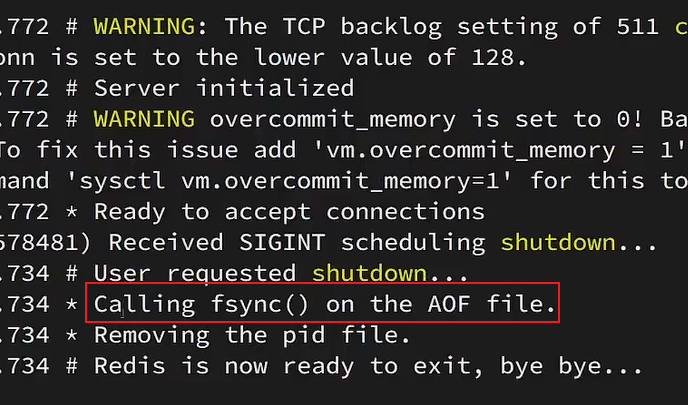 .772 # WARNING: The TCP backlog setting of 511 c
onn is set to the lower value of 128.
.772 # Server initialized
.772 # WARNING overcommit_memory is set to 0! Ba
To fix this issue add 'vm.overcommit_memory = 1'
mand 'sysctl vm.overcommit_memory=1' for this to
.772 * Ready to accept connections
578481) Received SIGINT scheduling shutdown...
.734 # User requested shutdown...
.734 * Calling fsync() on the AOF file.
.734 * Removing the pid file.
.734 # Redis is now ready to exit, bye bye...